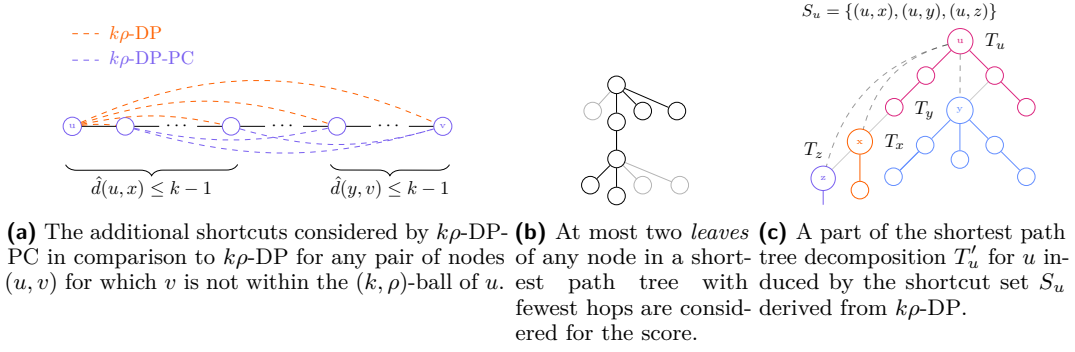 kρ-DP
kρ-DP-PC
u ... ... ... v
d̂(u, x) ≤ k − 1
d̂(y, v) ≤ k − 1
S_u = {(u, x), (u, y), (u, z)}
u
T_u
T_y
y
T_z
x
T_x
z
(a) The additional shortcuts considered by kρ-DP-
PC in comparison to kρ-DP for any pair of nodes
(u, v) for which v is not within the (k, ρ)-ball of u.
(b) At most two leaves
of any node in a short-
est path tree with
fewest hops are consid-
ered for the score.
(c) A part of the shortest path
tree decomposition T′_u for u in-
duced by the shortcut set S_u
derived from kρ-DP.